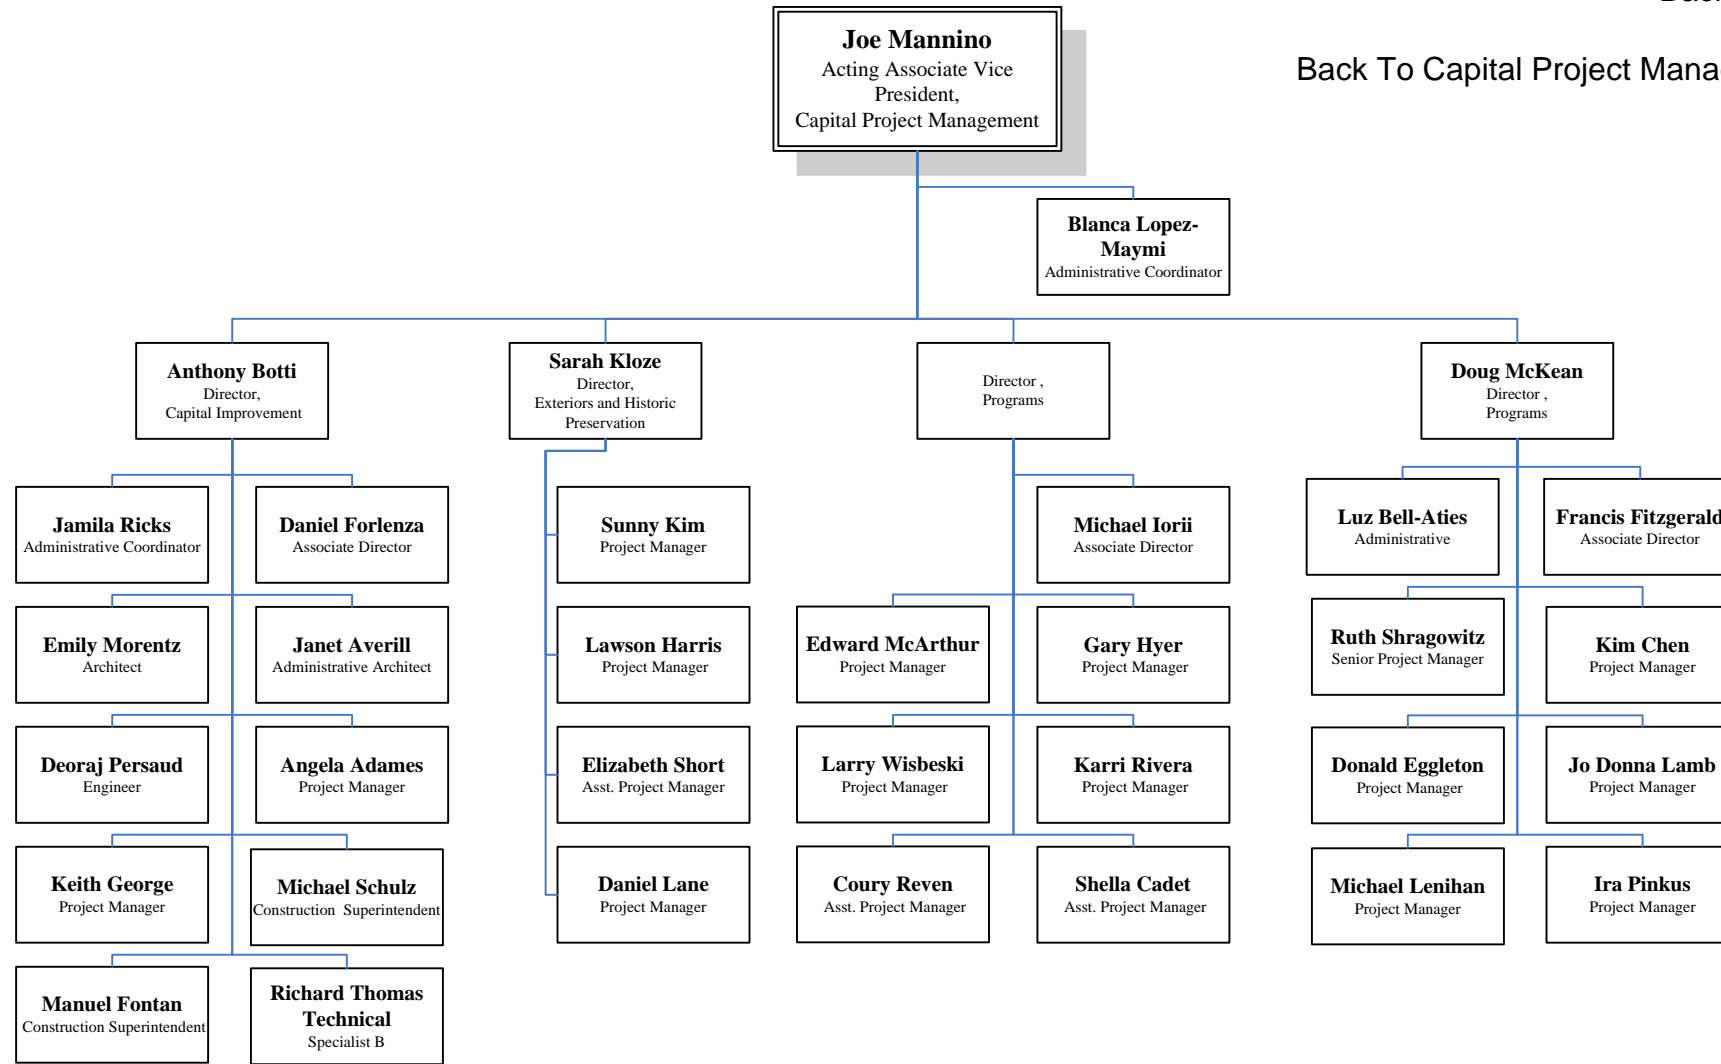 Back To Capital Project Mana
Joe Mannino
Acting Associate Vice
President,
Capital Project Management
Blanca Lopez-
Maymi
Administrative Coordinator
Anthony Botti
Director,
Capital Improvement
Sarah Kloze
Director,
Exteriors and Historic
Preservation
Director ,
Programs
Doug McKean
Director ,
Programs
Jamila Ricks
Administrative Coordinator
Daniel Forlenza
Associate Director
Sunny Kim
Project Manager
Michael Iorii
Associate Director
Luz Bell-Aties
Administrative
Francis Fitzgerald
Associate Director
Emily Morentz
Architect
Janet Averill
Administrative Architect
Lawson Harris
Project Manager
Edward McArthur
Project Manager
Gary Hyer
Project Manager
Ruth Shragowitz
Senior Project Manager
Kim Chen
Project Manager
Deoraj Persaud
Engineer
Angela Adames
Project Manager
Elizabeth Short
Asst. Project Manager
Larry Wisbeski
Project Manager
Karri Rivera
Project Manager
Donald Eggleton
Project Manager
Jo Donna Lamb
Project Manager
Keith George
Project Manager
Michael Schulz
Construction  Superintendent
Daniel Lane
Project Manager
Coury Reven
Asst. Project Manager
Shella Cadet
Asst. Project Manager
Michael Lenihan
Project Manager
Ira Pinkus
Project Manager
Manuel Fontan
Construction Superintendent
Richard Thomas
Technical
Specialist B